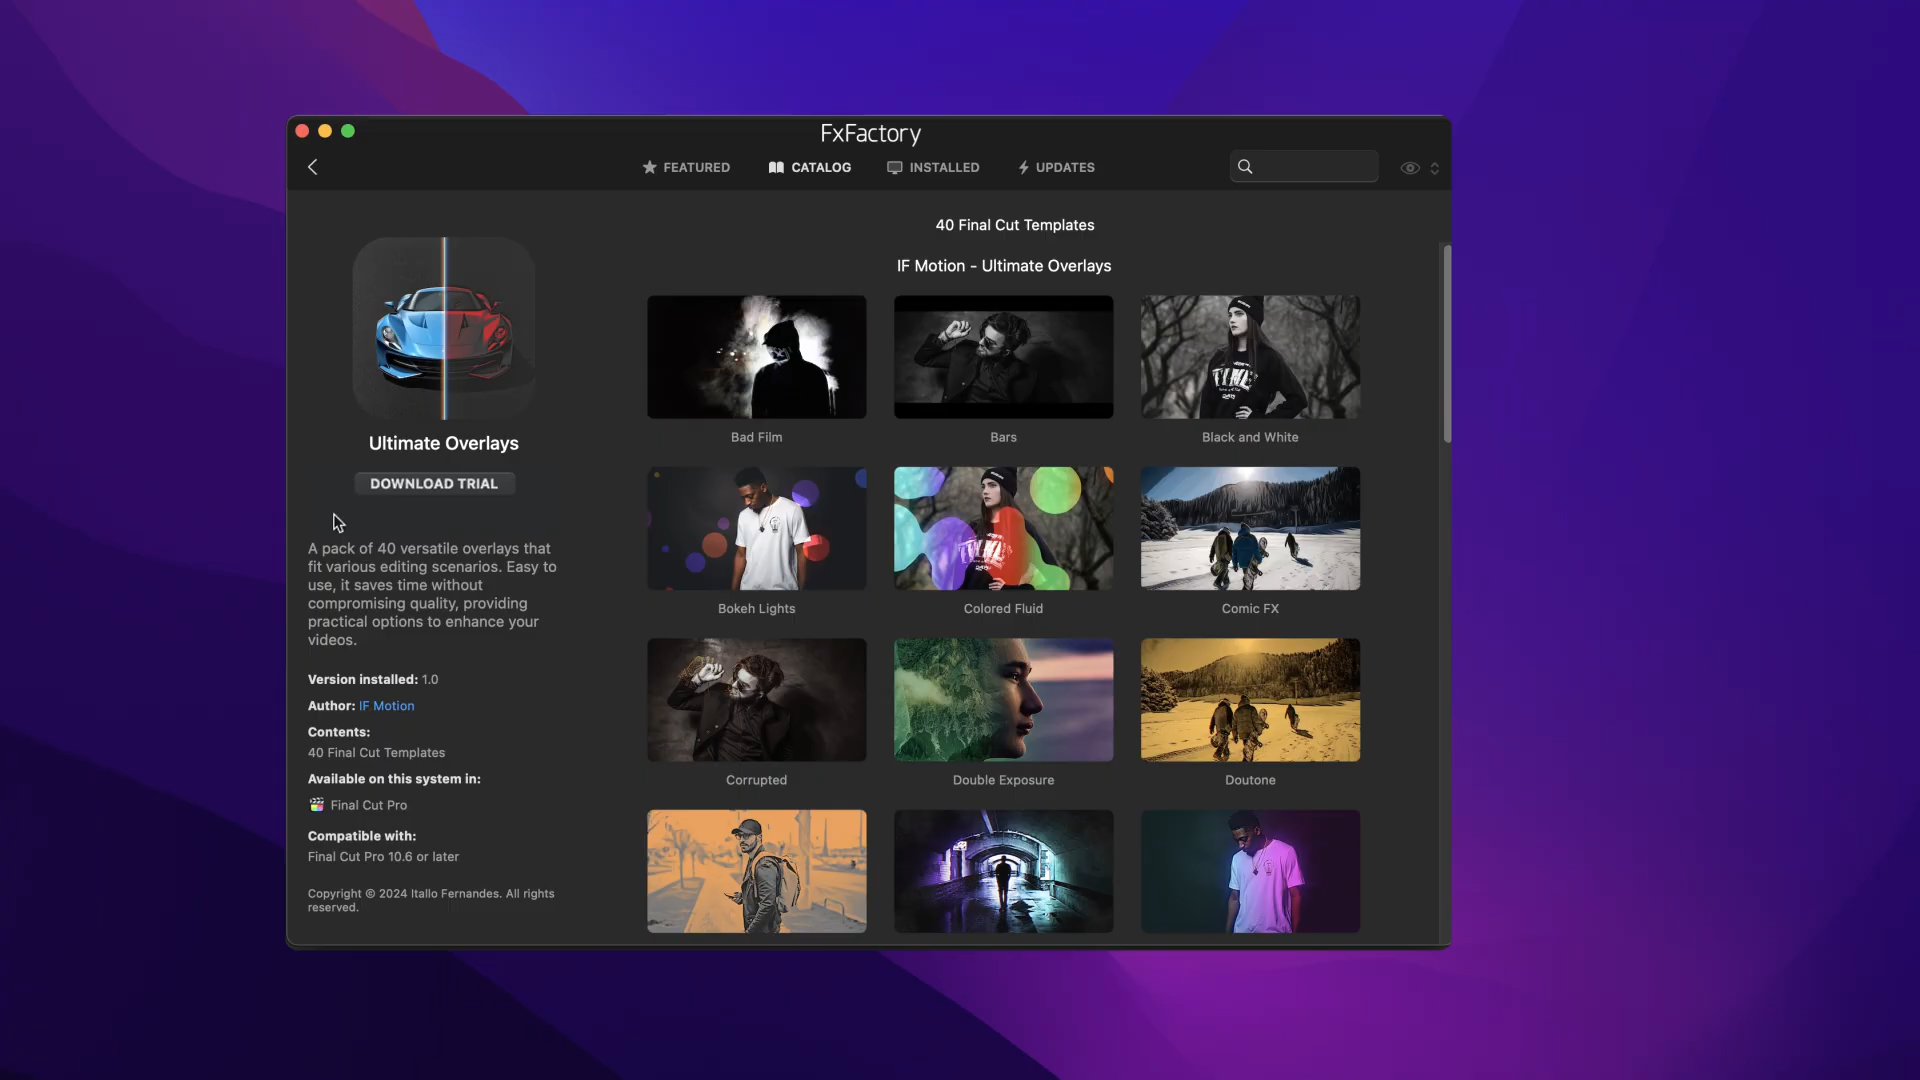 FxFactory
FEATURED
CATALOG
INSTALLED
UPDATES
40 Final Cut Templates
IF Motion - Ultimate Overlays
Ultimate Overlays
DOWNLOAD TRIAL
A pack of 40 versatile overlays that
fit various editing scenarios. Easy to
use, it saves time without
compromising quality, providing
practical options to enhance your
videos.
Version installed: 1.0
Author: IF Motion
Contents:
40 Final Cut Templates
Available on this system in:
Final Cut Pro
Compatible with:
Final Cut Pro 10.6 or later
Copyright © 2024 Itallo Fernandes. All rights
reserved.
TIME
Bad Film
Bars
Black and White
Bokeh Lights
Colored Fluid
Comic FX
Corrupted
Double Exposure
Doutone